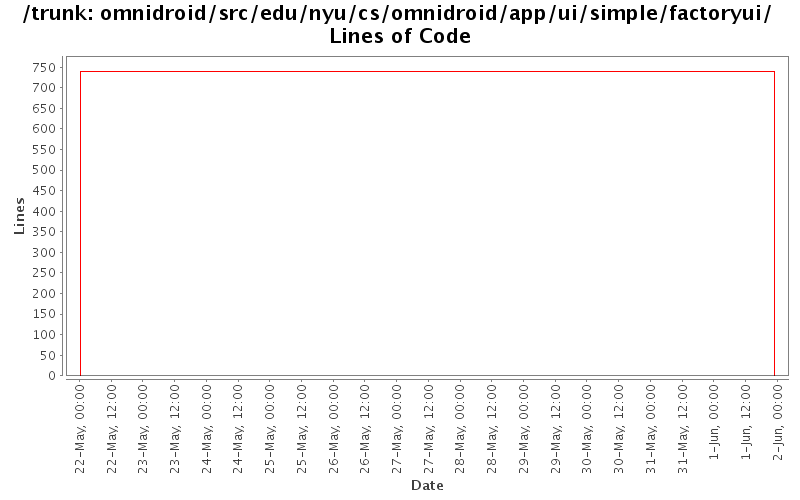 /trunk: omnidroid/src/edu/nyu/cs/omnidroid/app/ui/simple/factoryui/
Lines of Code
750
700
650
600
550
500
450
400
350
300
250
200
150
100
50
0
Lines
22-May, 00:00
22-May, 12:00
23-May, 00:00
23-May, 12:00
24-May, 00:00
24-May, 12:00
25-May, 00:00
25-May, 12:00
26-May, 00:00
26-May, 12:00
27-May, 00:00
27-May, 12:00
28-May, 00:00
28-May, 12:00
29-May, 00:00
29-May, 12:00
30-May, 00:00
30-May, 12:00
31-May, 00:00
31-May, 12:00
1-Jun, 00:00
1-Jun, 12:00
2-Jun, 00:00
Date